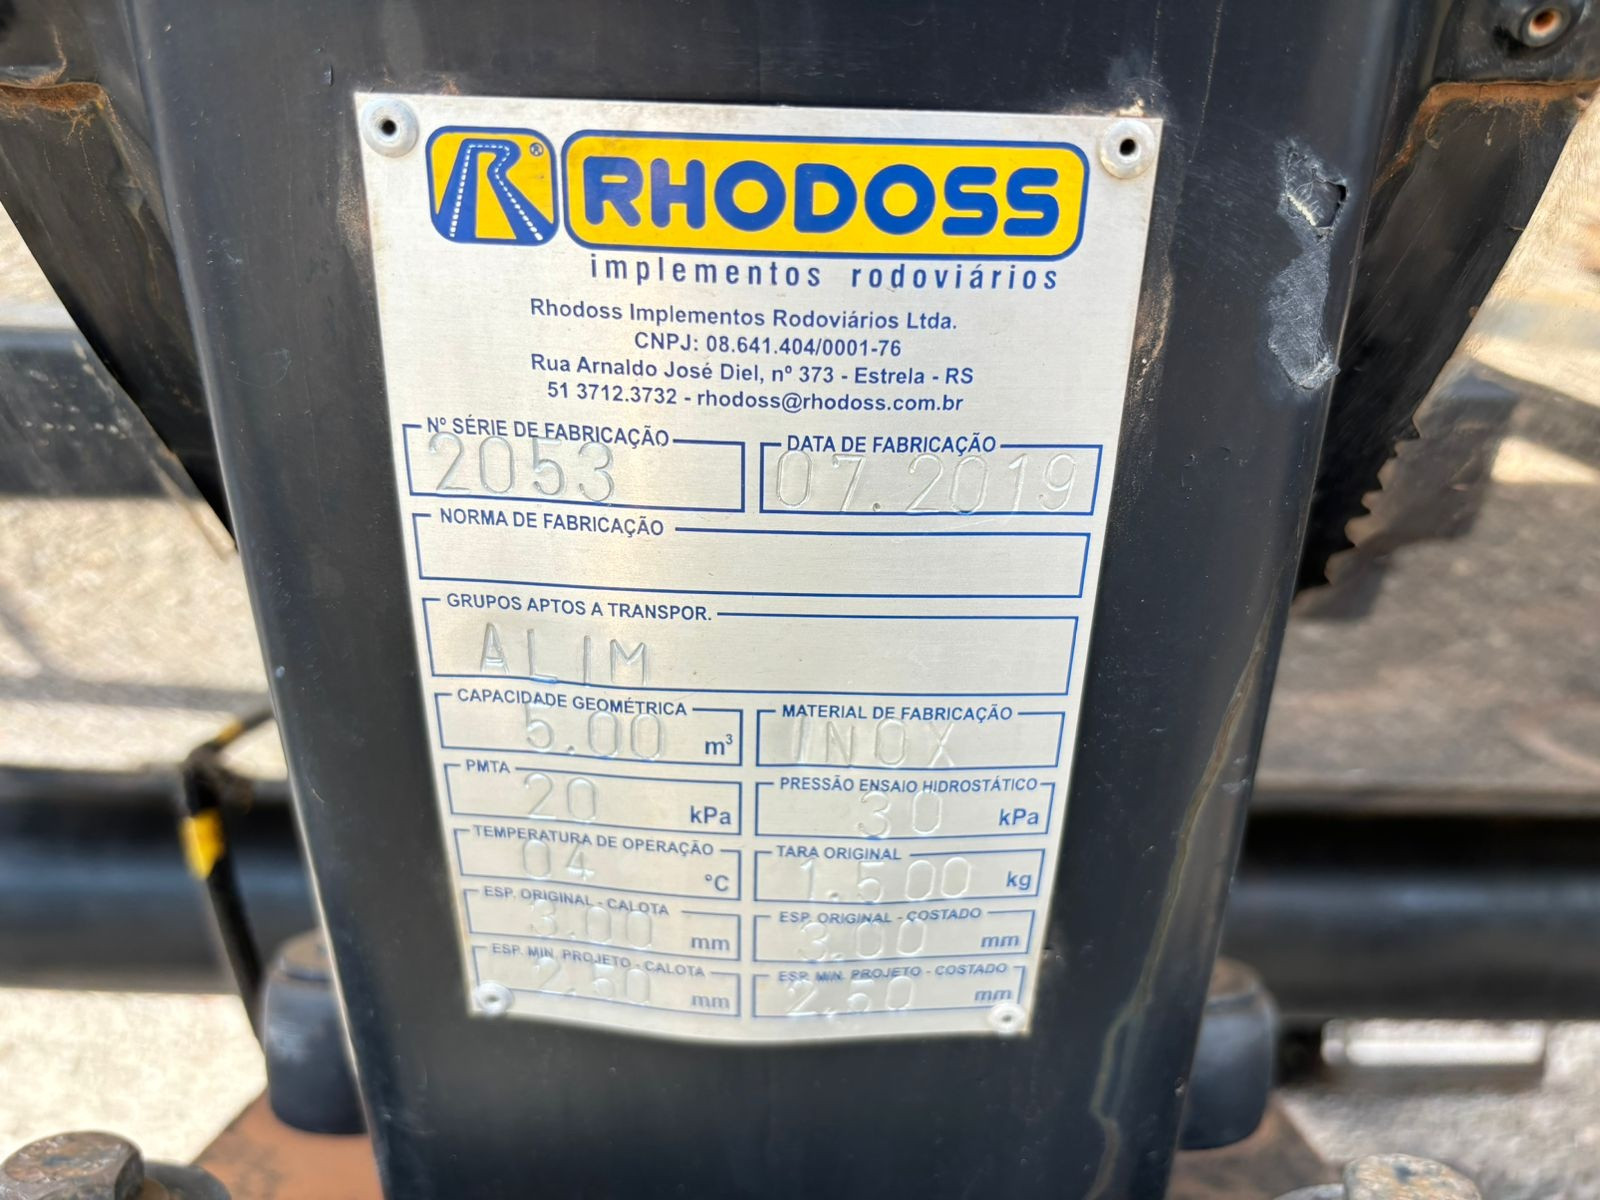 R®
RHODOSS
implementos rodoviários
Rhodoss Implementos Rodoviários Ltda.
CNPJ: 08.641.404/0001-76
Rua Arnaldo José Diel, nº 373 - Estrela - RS
51 3712.3732 - rhodoss@rhodoss.com.br
Nº SÉRIE DE FABRICAÇÃO
2053
DATA DE FABRICAÇÃO
07.2019
NORMA DE FABRICAÇÃO
GRUPOS APTOS A TRANSPOR.
ALIM
CAPACIDADE GEOMÉTRICA
5.00 m³
MATERIAL DE FABRICAÇÃO
INOX
PMTA
20 kPa
PRESSÃO ENSAIO HIDROSTÁTICO
30 kPa
TEMPERATURA DE OPERAÇÃO
04 °C
TARA ORIGINAL
1.500 kg
ESP. ORIGINAL - CALOTA
3.00 mm
ESP. ORIGINAL - COSTADO
3.00 mm
ESP. MIN. PROJETO - CALOTA
2.50 mm
ESP. MIN. PROJETO - COSTADO
2.50 mm